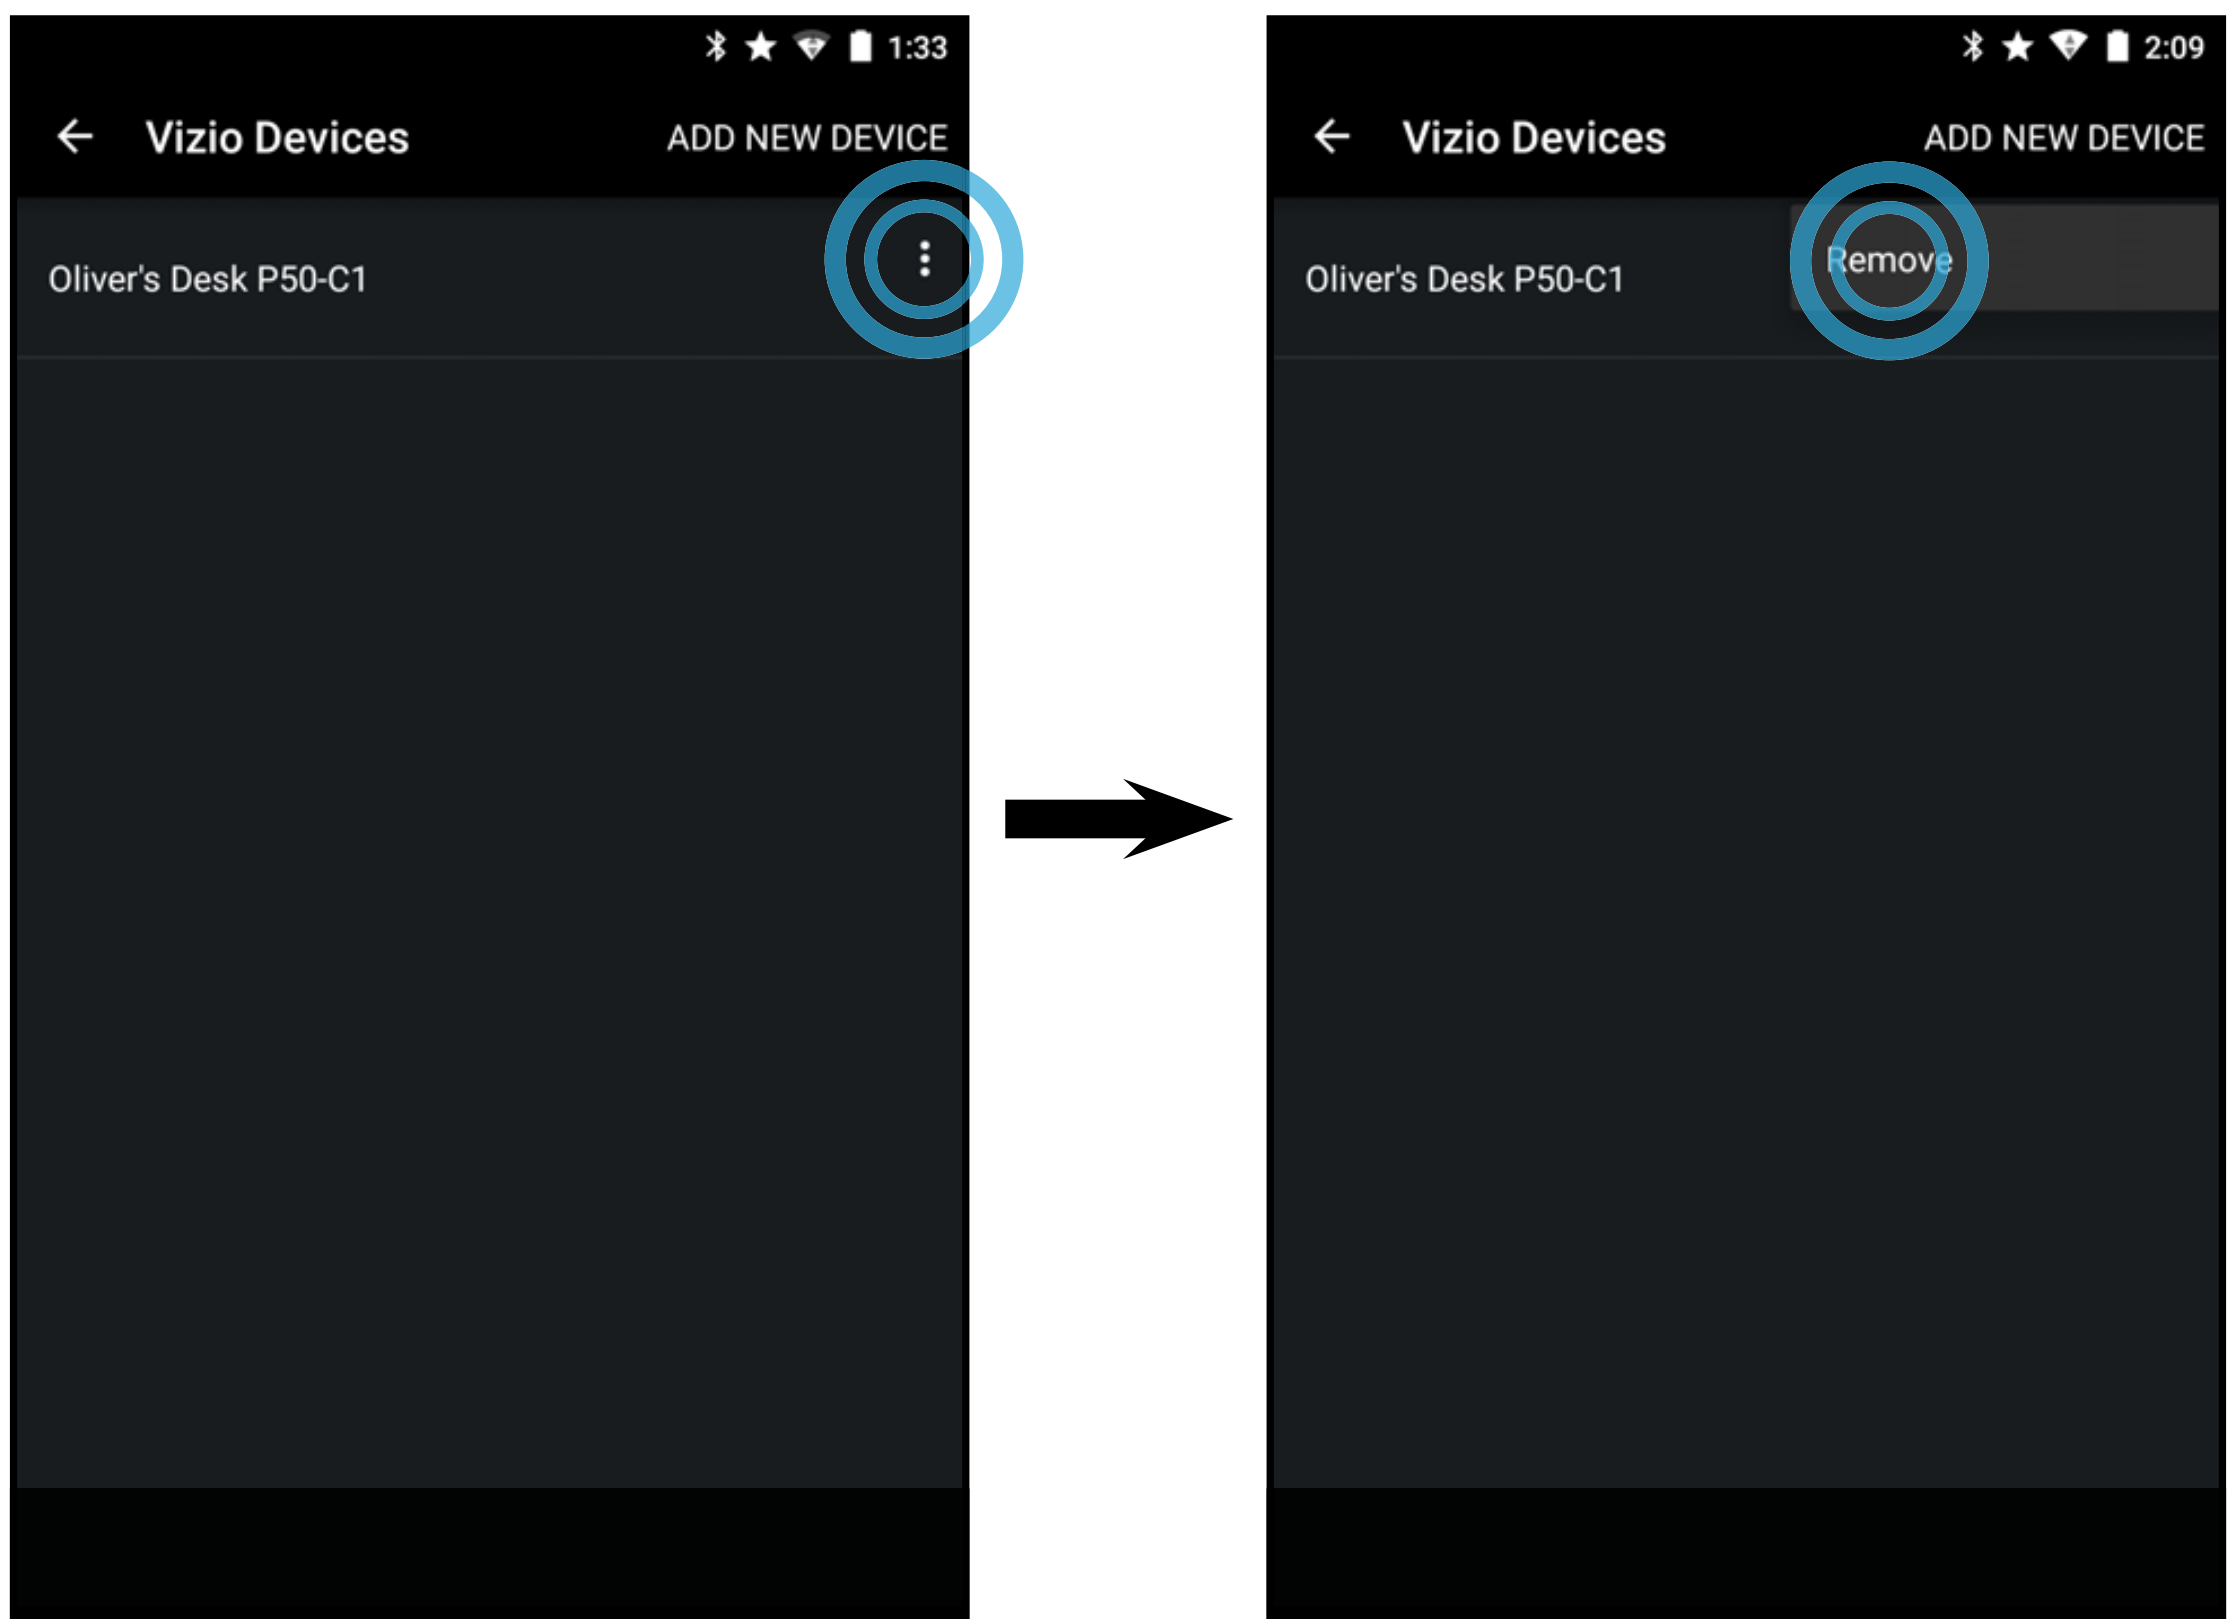 1:33
Vizio Devices
ADD NEW DEVICE
Oliver's Desk P50-C1
2:09
Vizio Devices
ADD NEW DEVICE
Oliver's Desk P50-C1
Remove